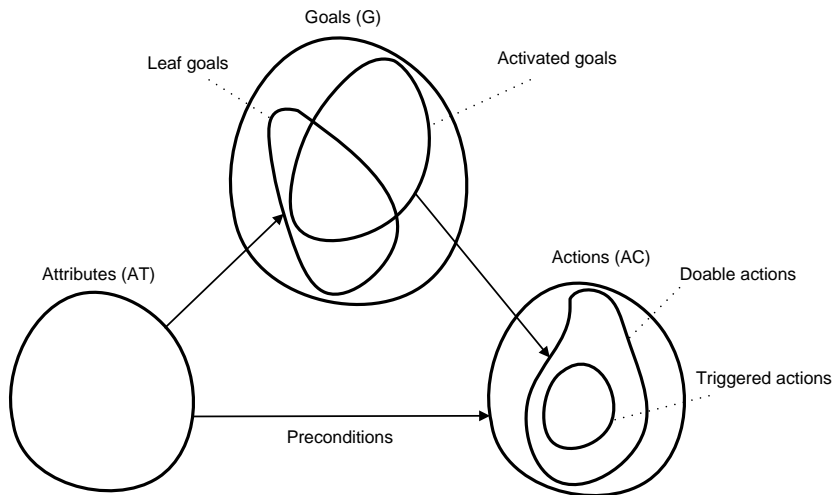 Goals (G)
Leaf goals
Activated goals
Attributes (AT)
Actions (AC)
Doable actions
Triggered actions
Preconditions